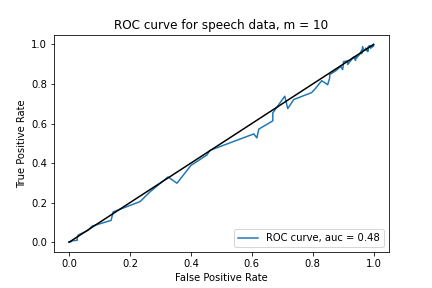 ROC curve for speech data, m = 10
True Positive Rate
1.0
0.8
0.6
0.4
0.2
0.0
0.0 0.2 0.4 0.6 0.8 1.0
False Positive Rate
ROC curve, auc = 0.48